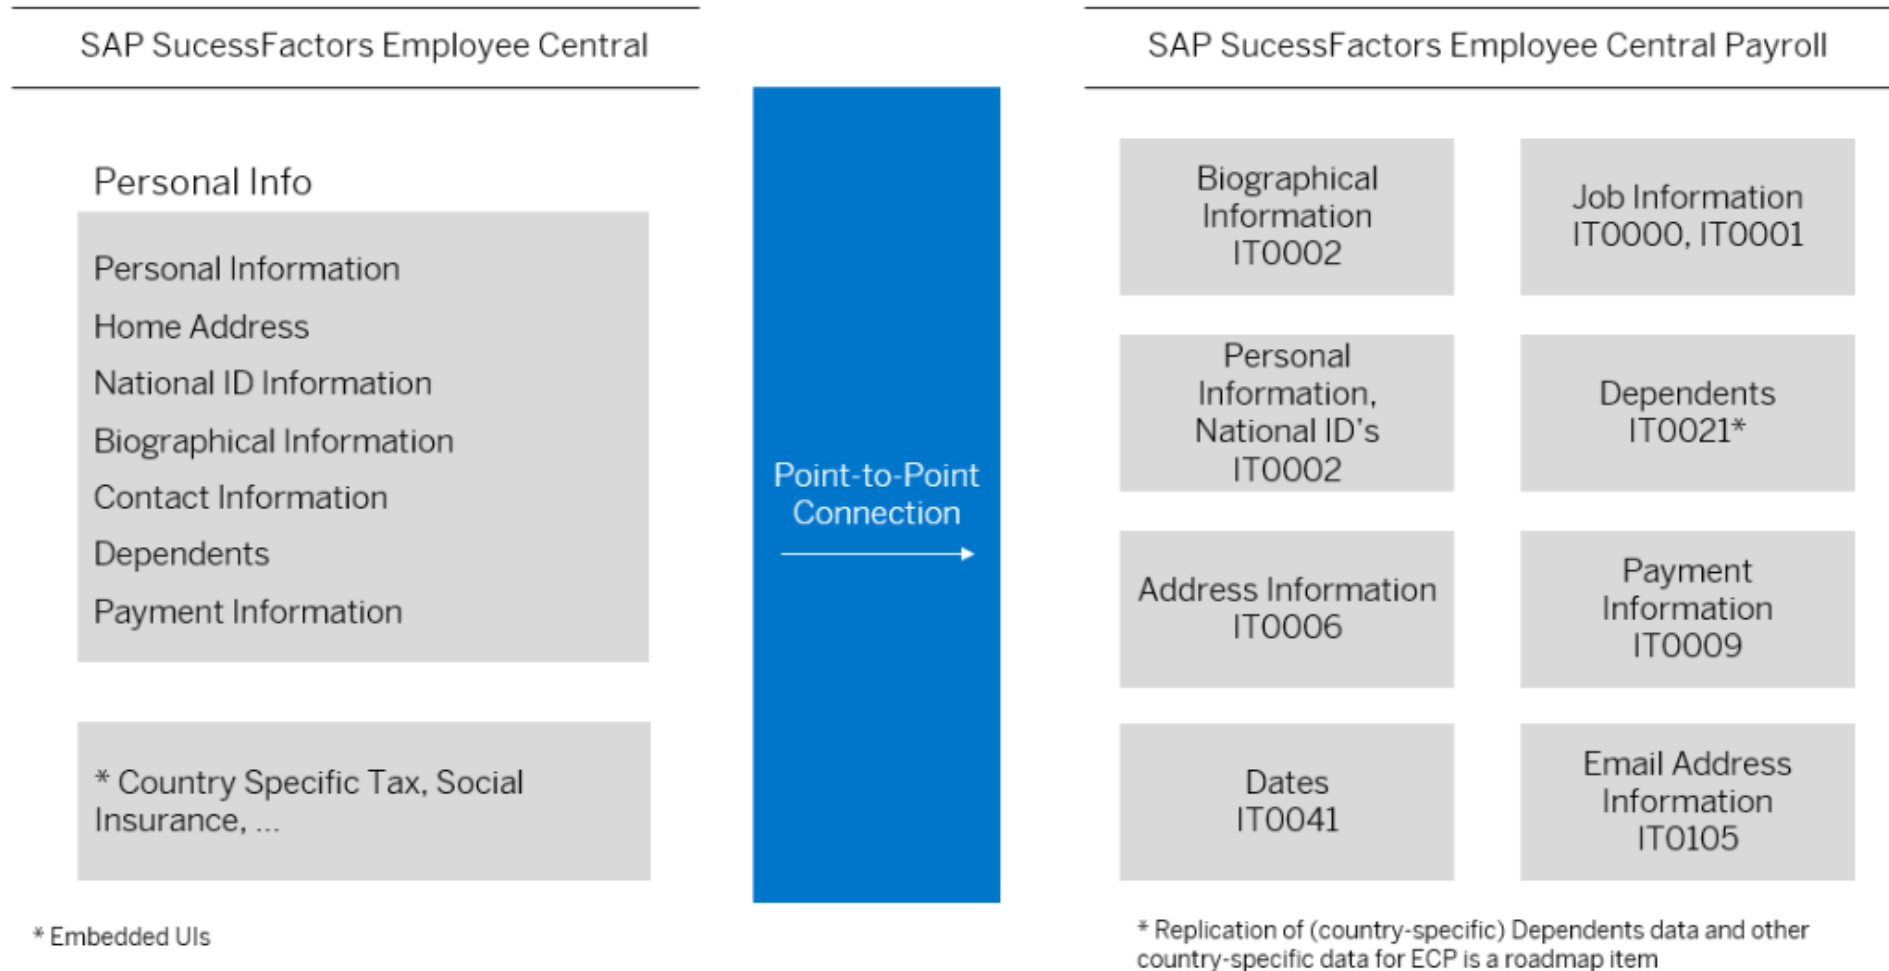 SAP SucessFactors Employee Central
Personal Info
Personal Information
Home Address
National ID Information
Biographical Information
Contact Information
Dependents
Payment Information
* Country Specific Tax, Social
Insurance, ...
* Embedded UIs
Point-to-Point
Connection
SAP SucessFactors Employee Central Payroll
Biographical
Information
IT0002
Job Information
IT0000, IT0001
Personal
Information,
National ID's
IT0002
Dependents
IT0021*
Address Information
IT0006
Payment
Information
IT0009
Dates
IT0041
Email Address
Information
IT0105
* Replication of (country-specific) Dependents data and other
country-specific data for ECP is a roadmap item